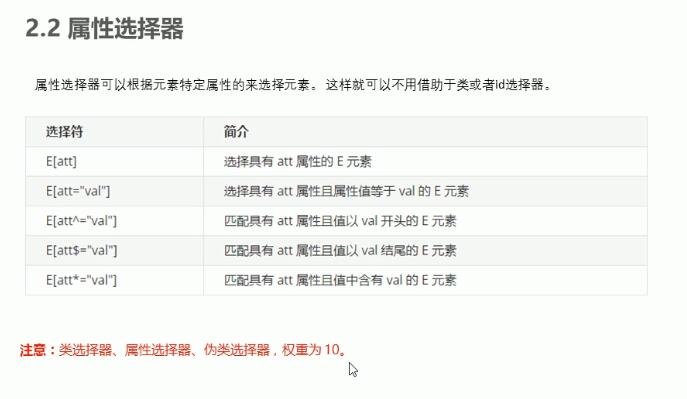 2.2 属性选择器
属性选择器可以根据元素特定属性的来选择元素。 这样就可以不用借助于类或者id选择器。
选择符 简介
E[att] 选择具有 att 属性的 E 元素
E[att="val"] 选择具有 att 属性且属性值等于 val 的 E 元素
E[att^="val"] 匹配具有 att 属性且值以 val 开头的 E 元素
E[att$="val"] 匹配具有 att 属性且值以 val 结尾的 E 元素
E[att*="val"] 匹配具有 att 属性且值中含有 val 的 E 元素
注意：类选择器、属性选择器、伪类选择器，权重为 10。